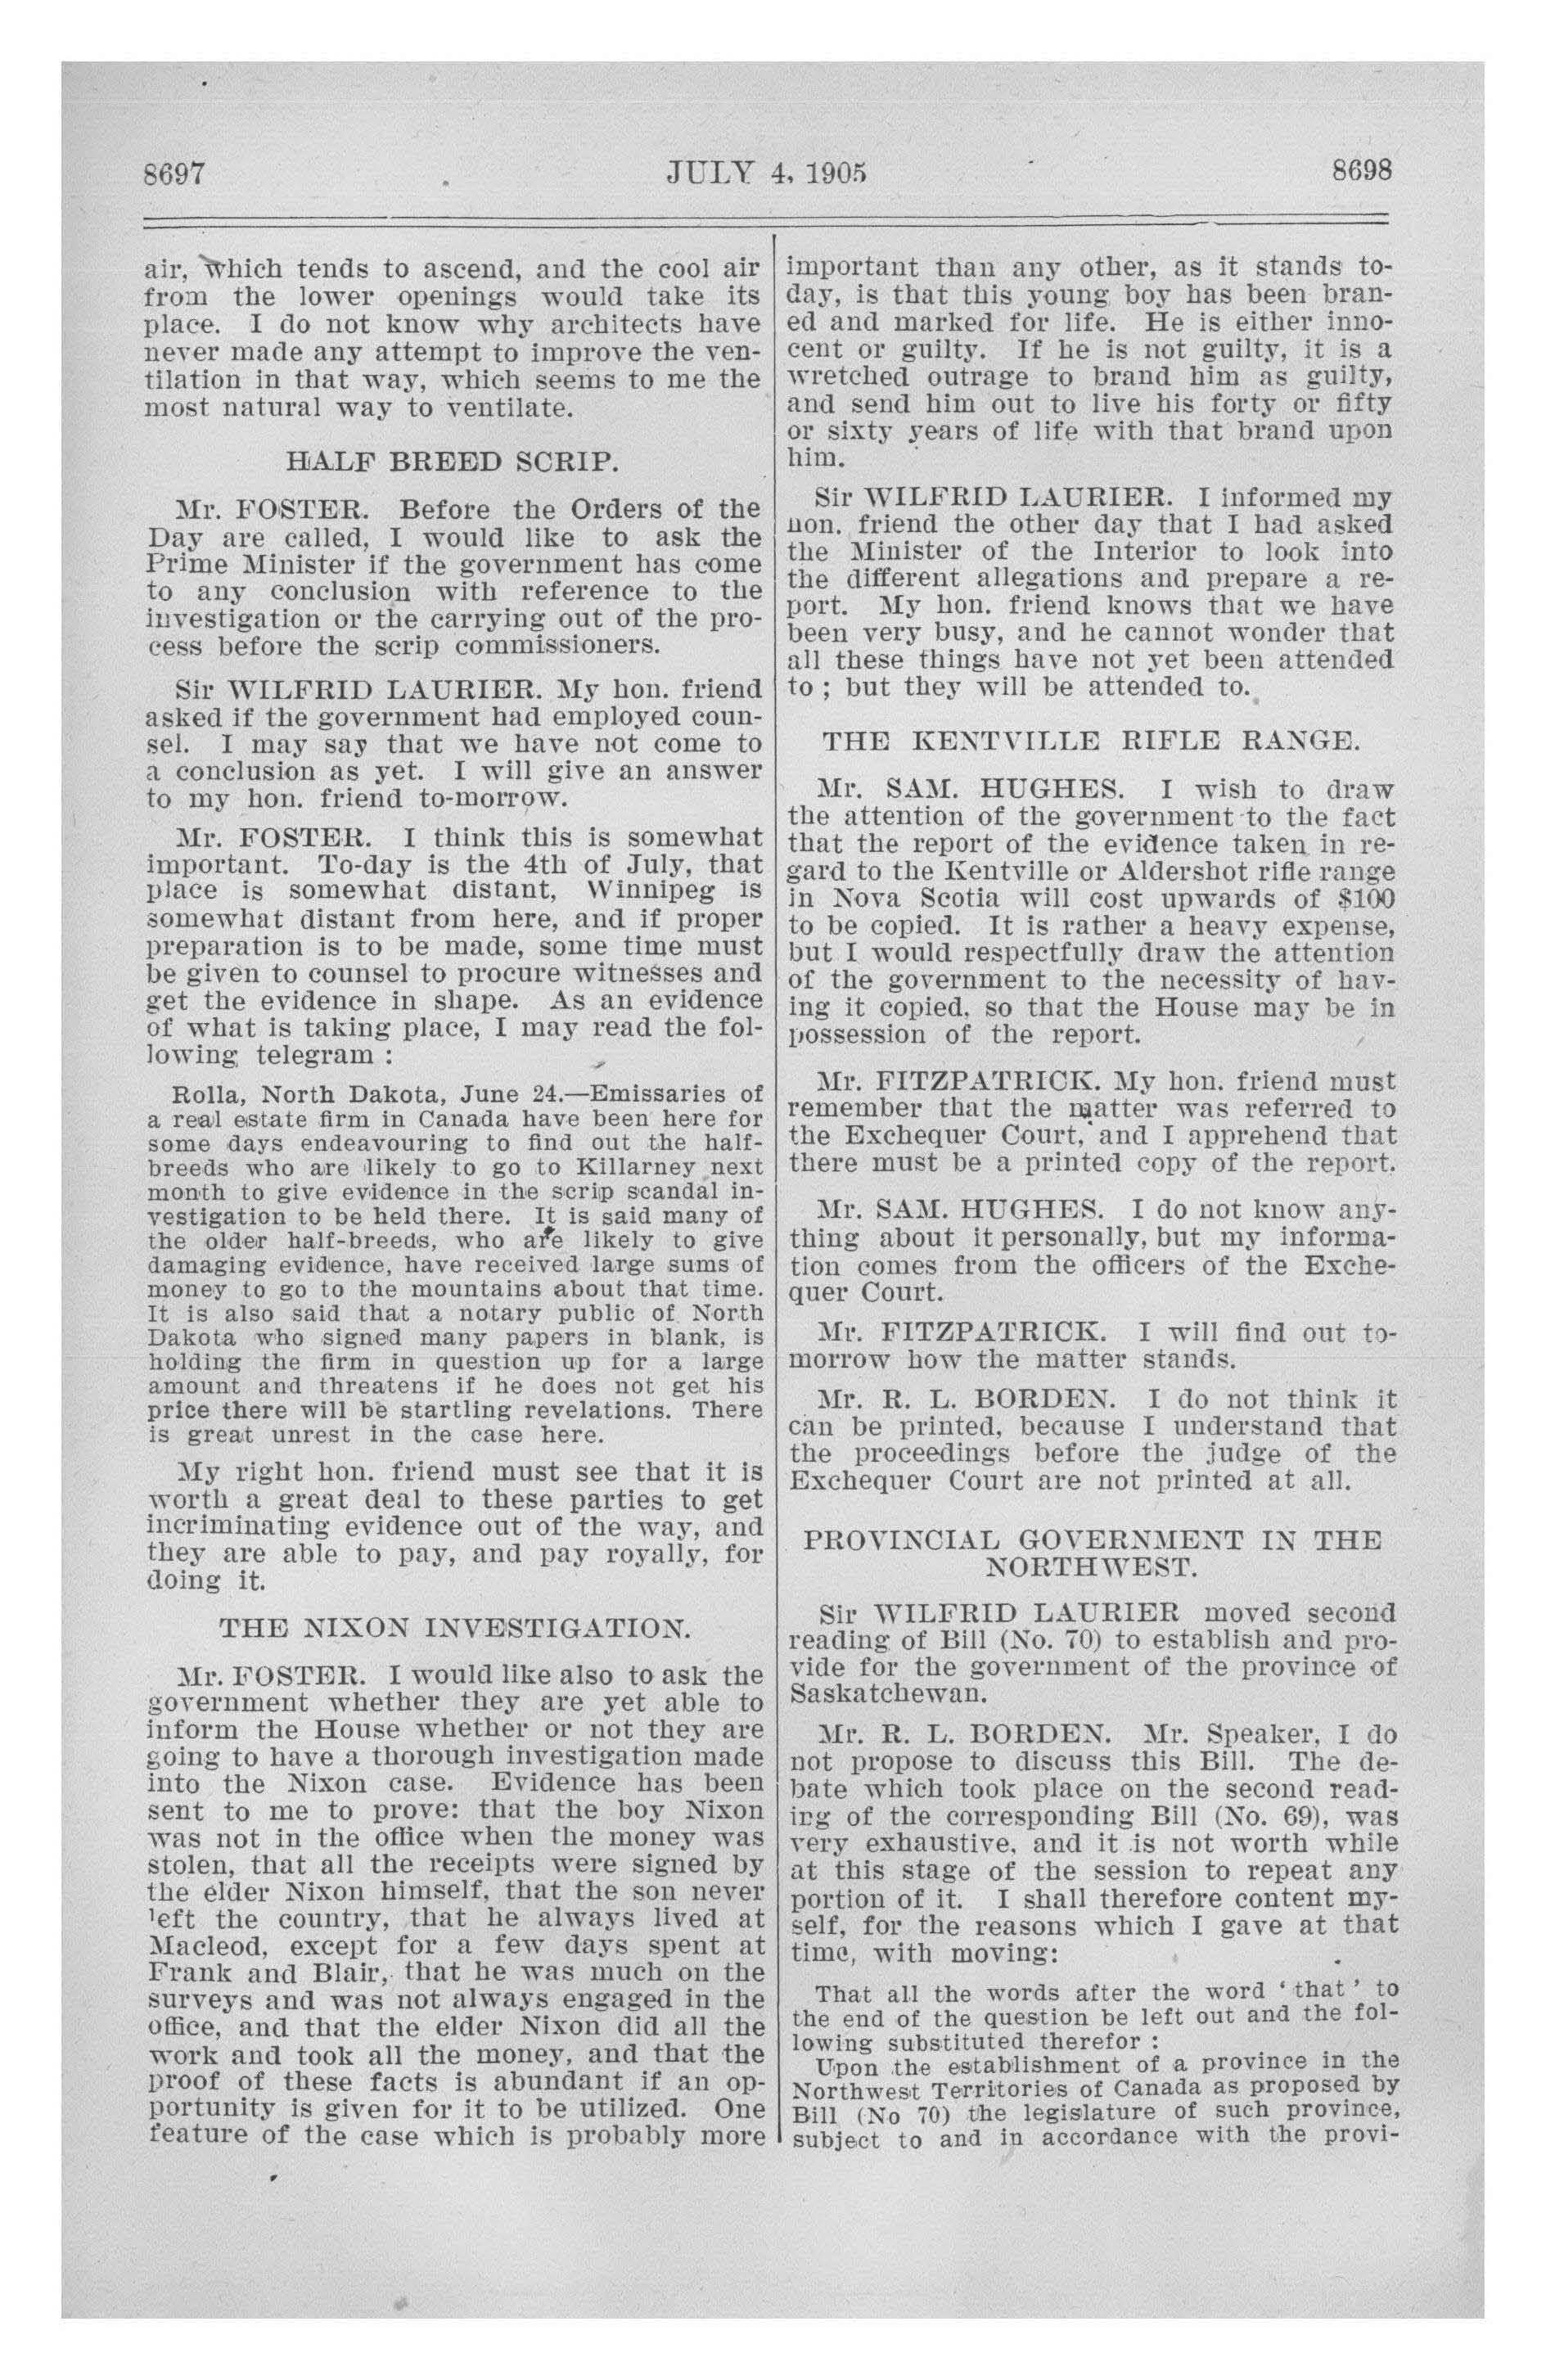 8697
JULY 4, 1905
8698
air, which tends to ascend, and the cool air
from the lower openings would take its
place. I do not know why architects have
never made any attempt to improve the ven-
tilation in that way, which seems to me the
most natural way to ventilate.
HALF BREED SCRIP.
Mr. FOSTER. Before the Orders of the
Day are called, I would like to ask the
Prime Minister if the government has come
to any conclusion with reference to the
investigation or the carrying out of the pro-
cess before the scrip commissioners.
Sir WILFRID LAURIER. My hon. friend
asked if the government had employed coun-
sel. I may say that we have not come to
a conclusion as yet. I will give an answer
to my hon. friend to-morrow.
Mr. FOSTER. I think this is somewhat
important. To-day is the 4th of July, that
place is somewhat distant, Winnipeg is
somewhat distant from here, and if proper
preparation is to be made, some time must
be given to counsel to procure witnesses and
get the evidence in shape. As an evidence
of what is taking place, I may read the fol-
lowing telegram :
Rolla, North Dakota, June 24.—Emissaries of
a real estate firm in Canada have been here for
some days endeavouring to find out the half-
breeds who are likely to go to Killarney next
month to give evidence in the scrip scandal in-
vestigation to be held there. It is said many of
the older half-breeds, who are likely to give
damaging evidence, have received large sums of
money to go to the mountains about that time.
It is also said that a notary public of North
Dakota who signed many papers in blank, is
holding the firm in question up for a large
amount and threatens if he does not get his
price there will be startling revelations. There
is great unrest in the case here.
My right hon. friend must see that it is
worth a great deal to these parties to get
incriminating evidence out of the way, and
they are able to pay, and pay royally, for
doing it.
THE NIXON INVESTIGATION.
Mr. FOSTER. I would like also to ask the
government whether they are yet able to
inform the House whether or not they are
going to have a thorough investigation made
into the Nixon case. Evidence has been
sent to me to prove: that the boy Nixon
was not in the office when the money was
stolen, that all the receipts were signed by
the elder Nixon himself, that the son never
left the country, that he always lived at
Macleod, except for a few days spent at
Frank and Blair, that he was much on the
surveys and was not always engaged in the
office, and that the elder Nixon did all the
work and took all the money, and that the
proof of these facts is abundant if an op-
portunity is given for it to be utilized. One
feature of the case which is probably more
important than any other, as it stands to-
day, is that this young boy has been bran-
ed and marked for life. He is either inno-
cent or guilty. If he is not guilty, it is a
wretched outrage to brand him as guilty,
and send him out to live his forty or fifty
or sixty years of life with that brand upon
him.
Sir WILFRID LAURIER. I informed my
hon. friend the other day that I had asked
the Minister of the Interior to look into
the different allegations and prepare a re-
port. My hon. friend knows that we have
been very busy, and he cannot wonder that
all these things have not yet been attended
to ; but they will be attended to.
THE KENTVILLE RIFLE RANGE.
Mr. SAM. HUGHES. I wish to draw
the attention of the government to the fact
that the report of the evidence taken in re-
gard to the Kentville or Aldershot rifle range
in Nova Scotia will cost upwards of $100
to be copied. It is rather a heavy expense,
but I would respectfully draw the attention
of the government to the necessity of hav-
ing it copied, so that the House may be in
possession of the report.
Mr. FITZPATRICK. My hon. friend must
remember that the matter was referred to
the Exchequer Court, and I apprehend that
there must be a printed copy of the report.
Mr. SAM. HUGHES. I do not know any-
thing about it personally, but my informa-
tion comes from the officers of the Exche-
quer Court.
Mr. FITZPATRICK. I will find out to-
morrow how the matter stands.
Mr. R. L. BORDEN. I do not think it
can be printed, because I understand that
the proceedings before the judge of the
Exchequer Court are not printed at all.
PROVINCIAL GOVERNMENT IN THE
NORTHWEST.
Sir WILFRID LAURIER moved second
reading of Bill (No. 70) to establish and pro-
vide for the government of the province of
Saskatchewan.
Mr. R. L. BORDEN. Mr. Speaker, I do
not propose to discuss this Bill. The de-
bate which took place on the second read-
ing of the corresponding Bill (No. 69), was
very exhaustive, and it is not worth while
at this stage of the session to repeat any
portion of it. I shall therefore content my-
self, for the reasons which I gave at that
time, with moving:
That all the words after the word ‘ that ’ to
the end of the question be left out and the fol-
lowing substituted therefor :
Upon the establishment of a province in the
Northwest Territories of Canada as proposed by
Bill (No 70) the legislature of such province,
subject to and in accordance with the provi-